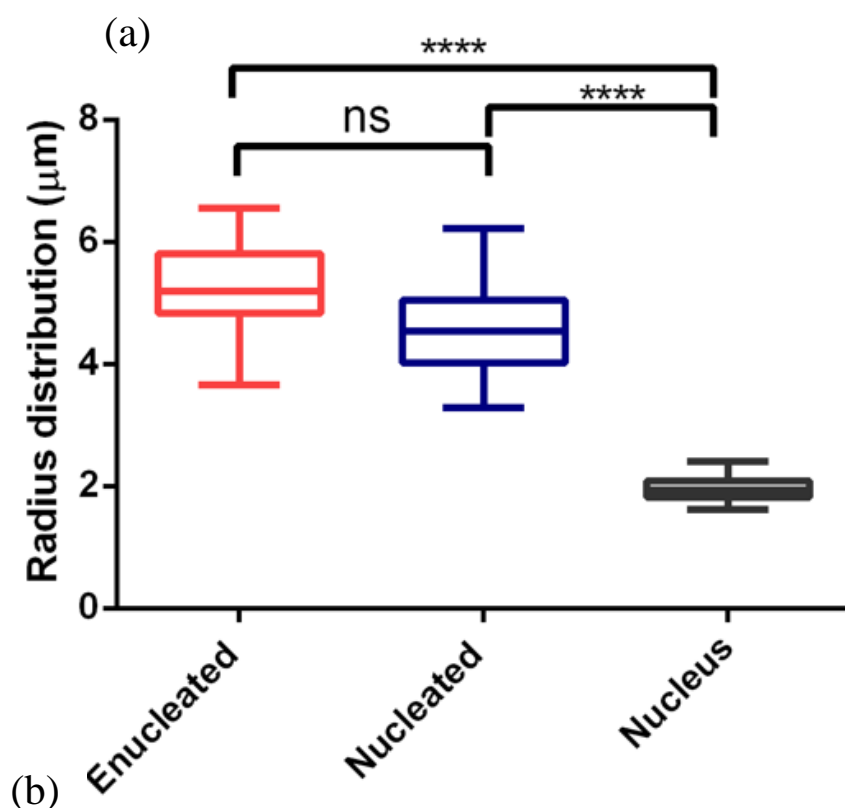 (a)
****
****
ns
Radius distribution (μm)
8
6
4
2
0
Enucleated
Nucleated
Nucleus
(b)